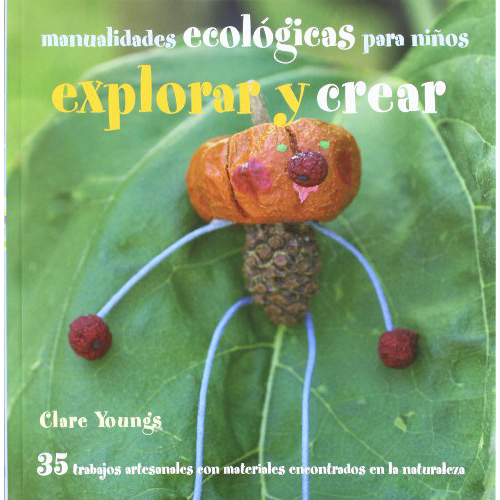 manualidades ecológicas para niños
explorar y crear
Clare Youngs
35 trabajos artesanales con materiales encontrados en la naturaleza